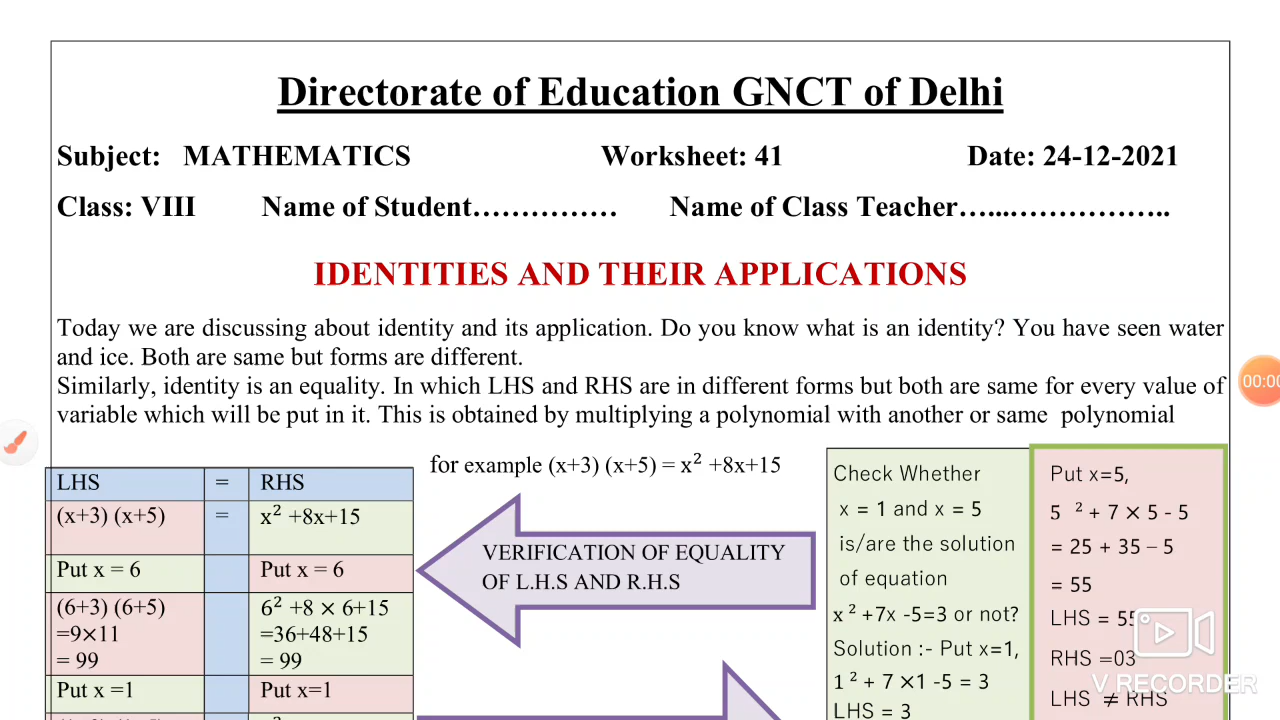 Directorate of Education GNCT of Delhi
Subject: MATHEMATICS Worksheet: 41 Date: 24-12-2021
Class: VIII Name of Student…………… Name of Class Teacher…....……………..
IDENTITIES AND THEIR APPLICATIONS
Today we are discussing about identity and its application. Do you know what is an identity? You have seen water
and ice. Both are same but forms are different.
Similarly, identity is an equality. In which LHS and RHS are in different forms but both are same for every value of
variable which will be put in it. This is obtained by multiplying a polynomial with another or same polynomial
for example (x+3) (x+5) = x² +8x+15
LHS = RHS
(x+3) (x+5) = x² +8x+15
Put x = 6 Put x = 6
(6+3) (6+5) 6² +8 × 6+15
=9×11 =36+48+15
= 99 = 99
Put x =1 Put x=1
VERIFICATION OF EQUALITY
OF L.H.S AND R.H.S
Check Whether
x = 1 and x = 5
is/are the solution
of equation
x ² +7x -5=3 or not?
Solution :- Put x=1,
1 ² + 7 ×1 -5 = 3
LHS = 3
Put x=5,
5 ² + 7 × 5 - 5
= 25 + 35 – 5
= 55
LHS = 55
RHS =03
LHS ≠ RHS
00:00
V RECORDER